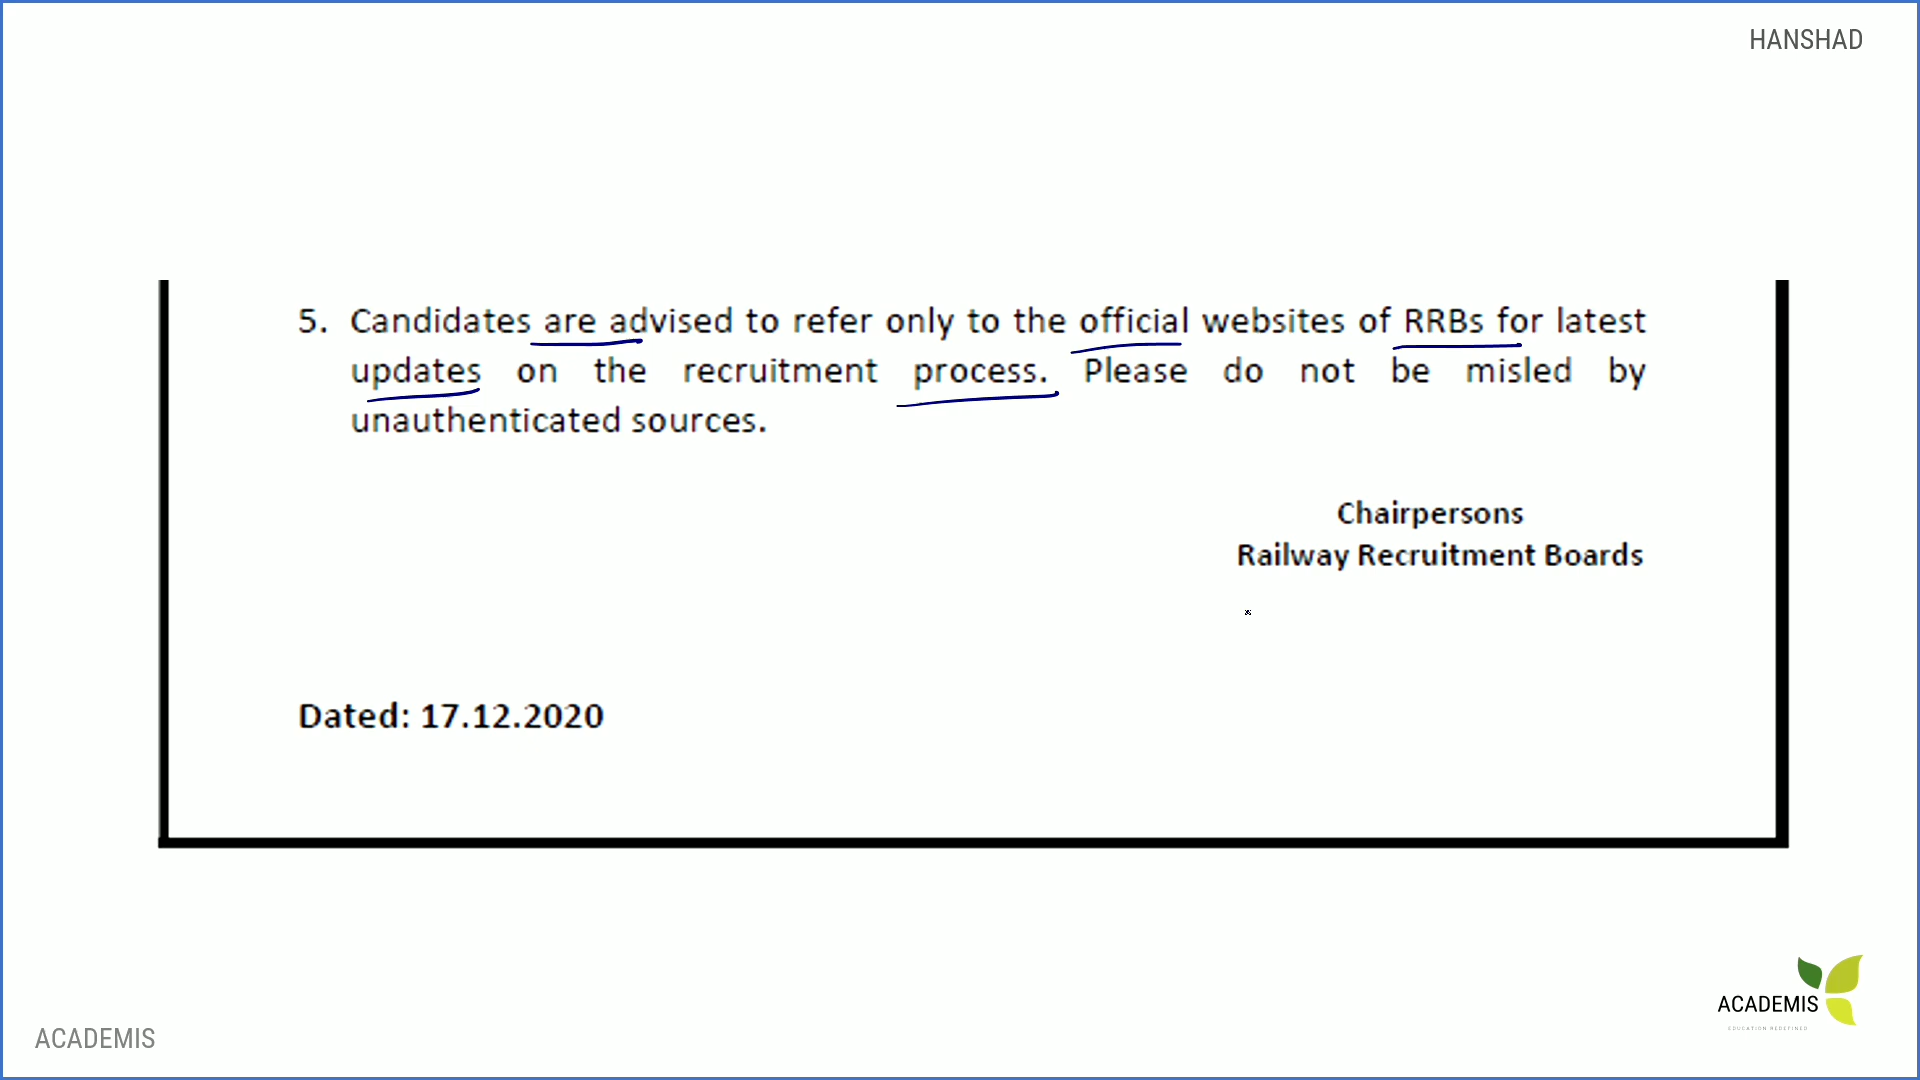 HANSHAD
5. Candidates are advised to refer only to the official websites of RRBs for latest
updates on the recruitment process. Please do not be misled by
unauthenticated sources.
Chairpersons
Railway Recruitment Boards
Dated: 17.12.2020
ACADEMIS
EDUCATION REDEFINED
ACADEMIS